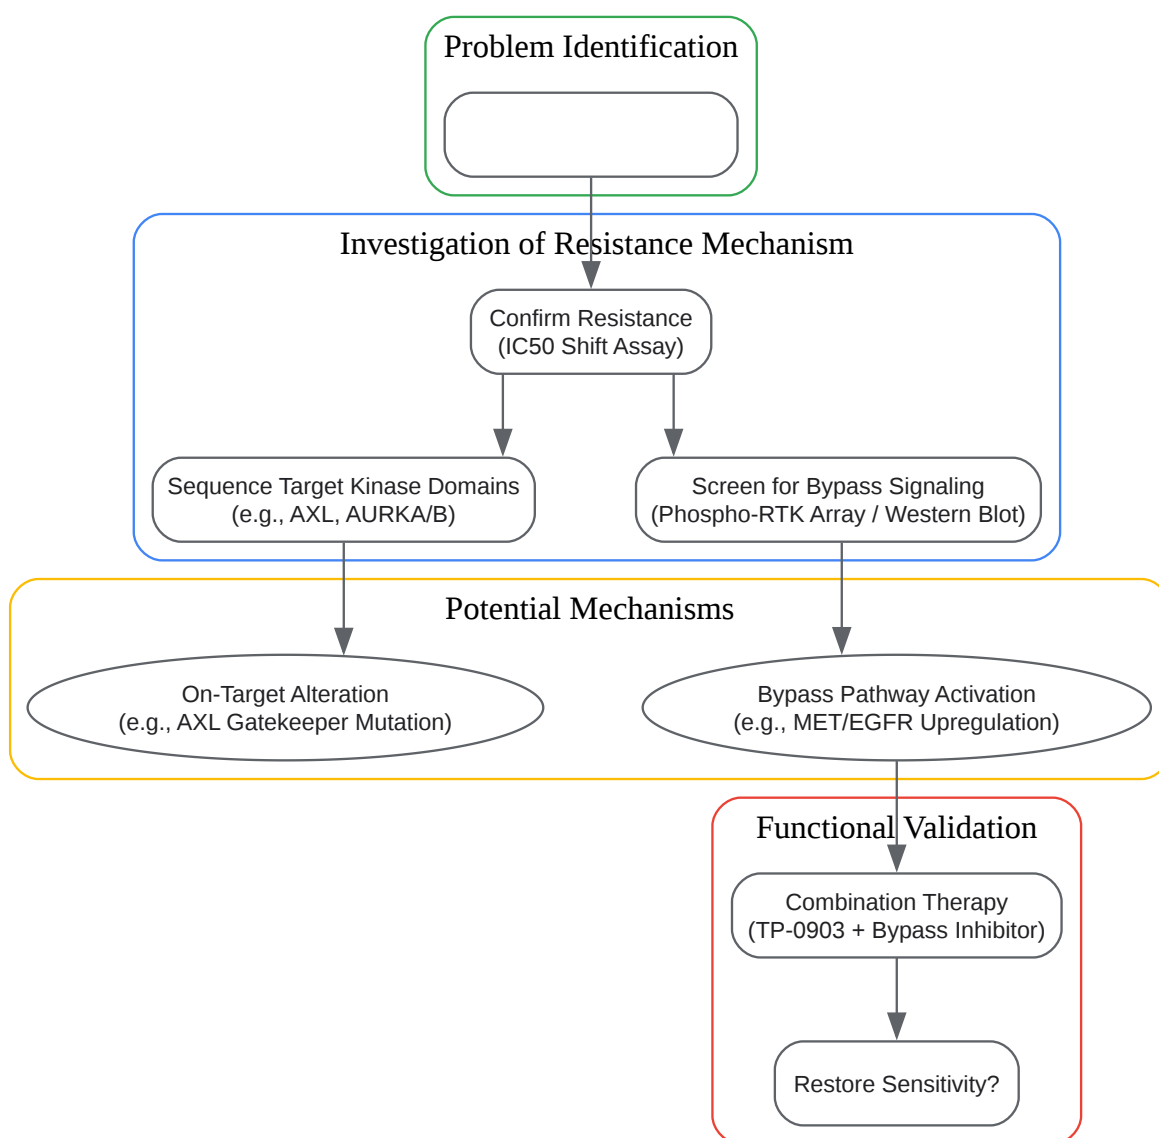 Problem Identification
Investigation of Resistance Mechanism
Confirm Resistance
(IC50 Shift Assay)
Sequence Target Kinase Domains
(e.g., AXL, AURKA/B)
Screen for Bypass Signaling
(Phospho-RTK Array / Western Blot)
Potential Mechanisms
On-Target Alteration
(e.g., AXL Gatekeeper Mutation)
Bypass Pathway Activation
(e.g., MET/EGFR Upregulation)
Functional Validation
Combination Therapy
(TP-0903 + Bypass Inhibitor)
Restore Sensitivity?